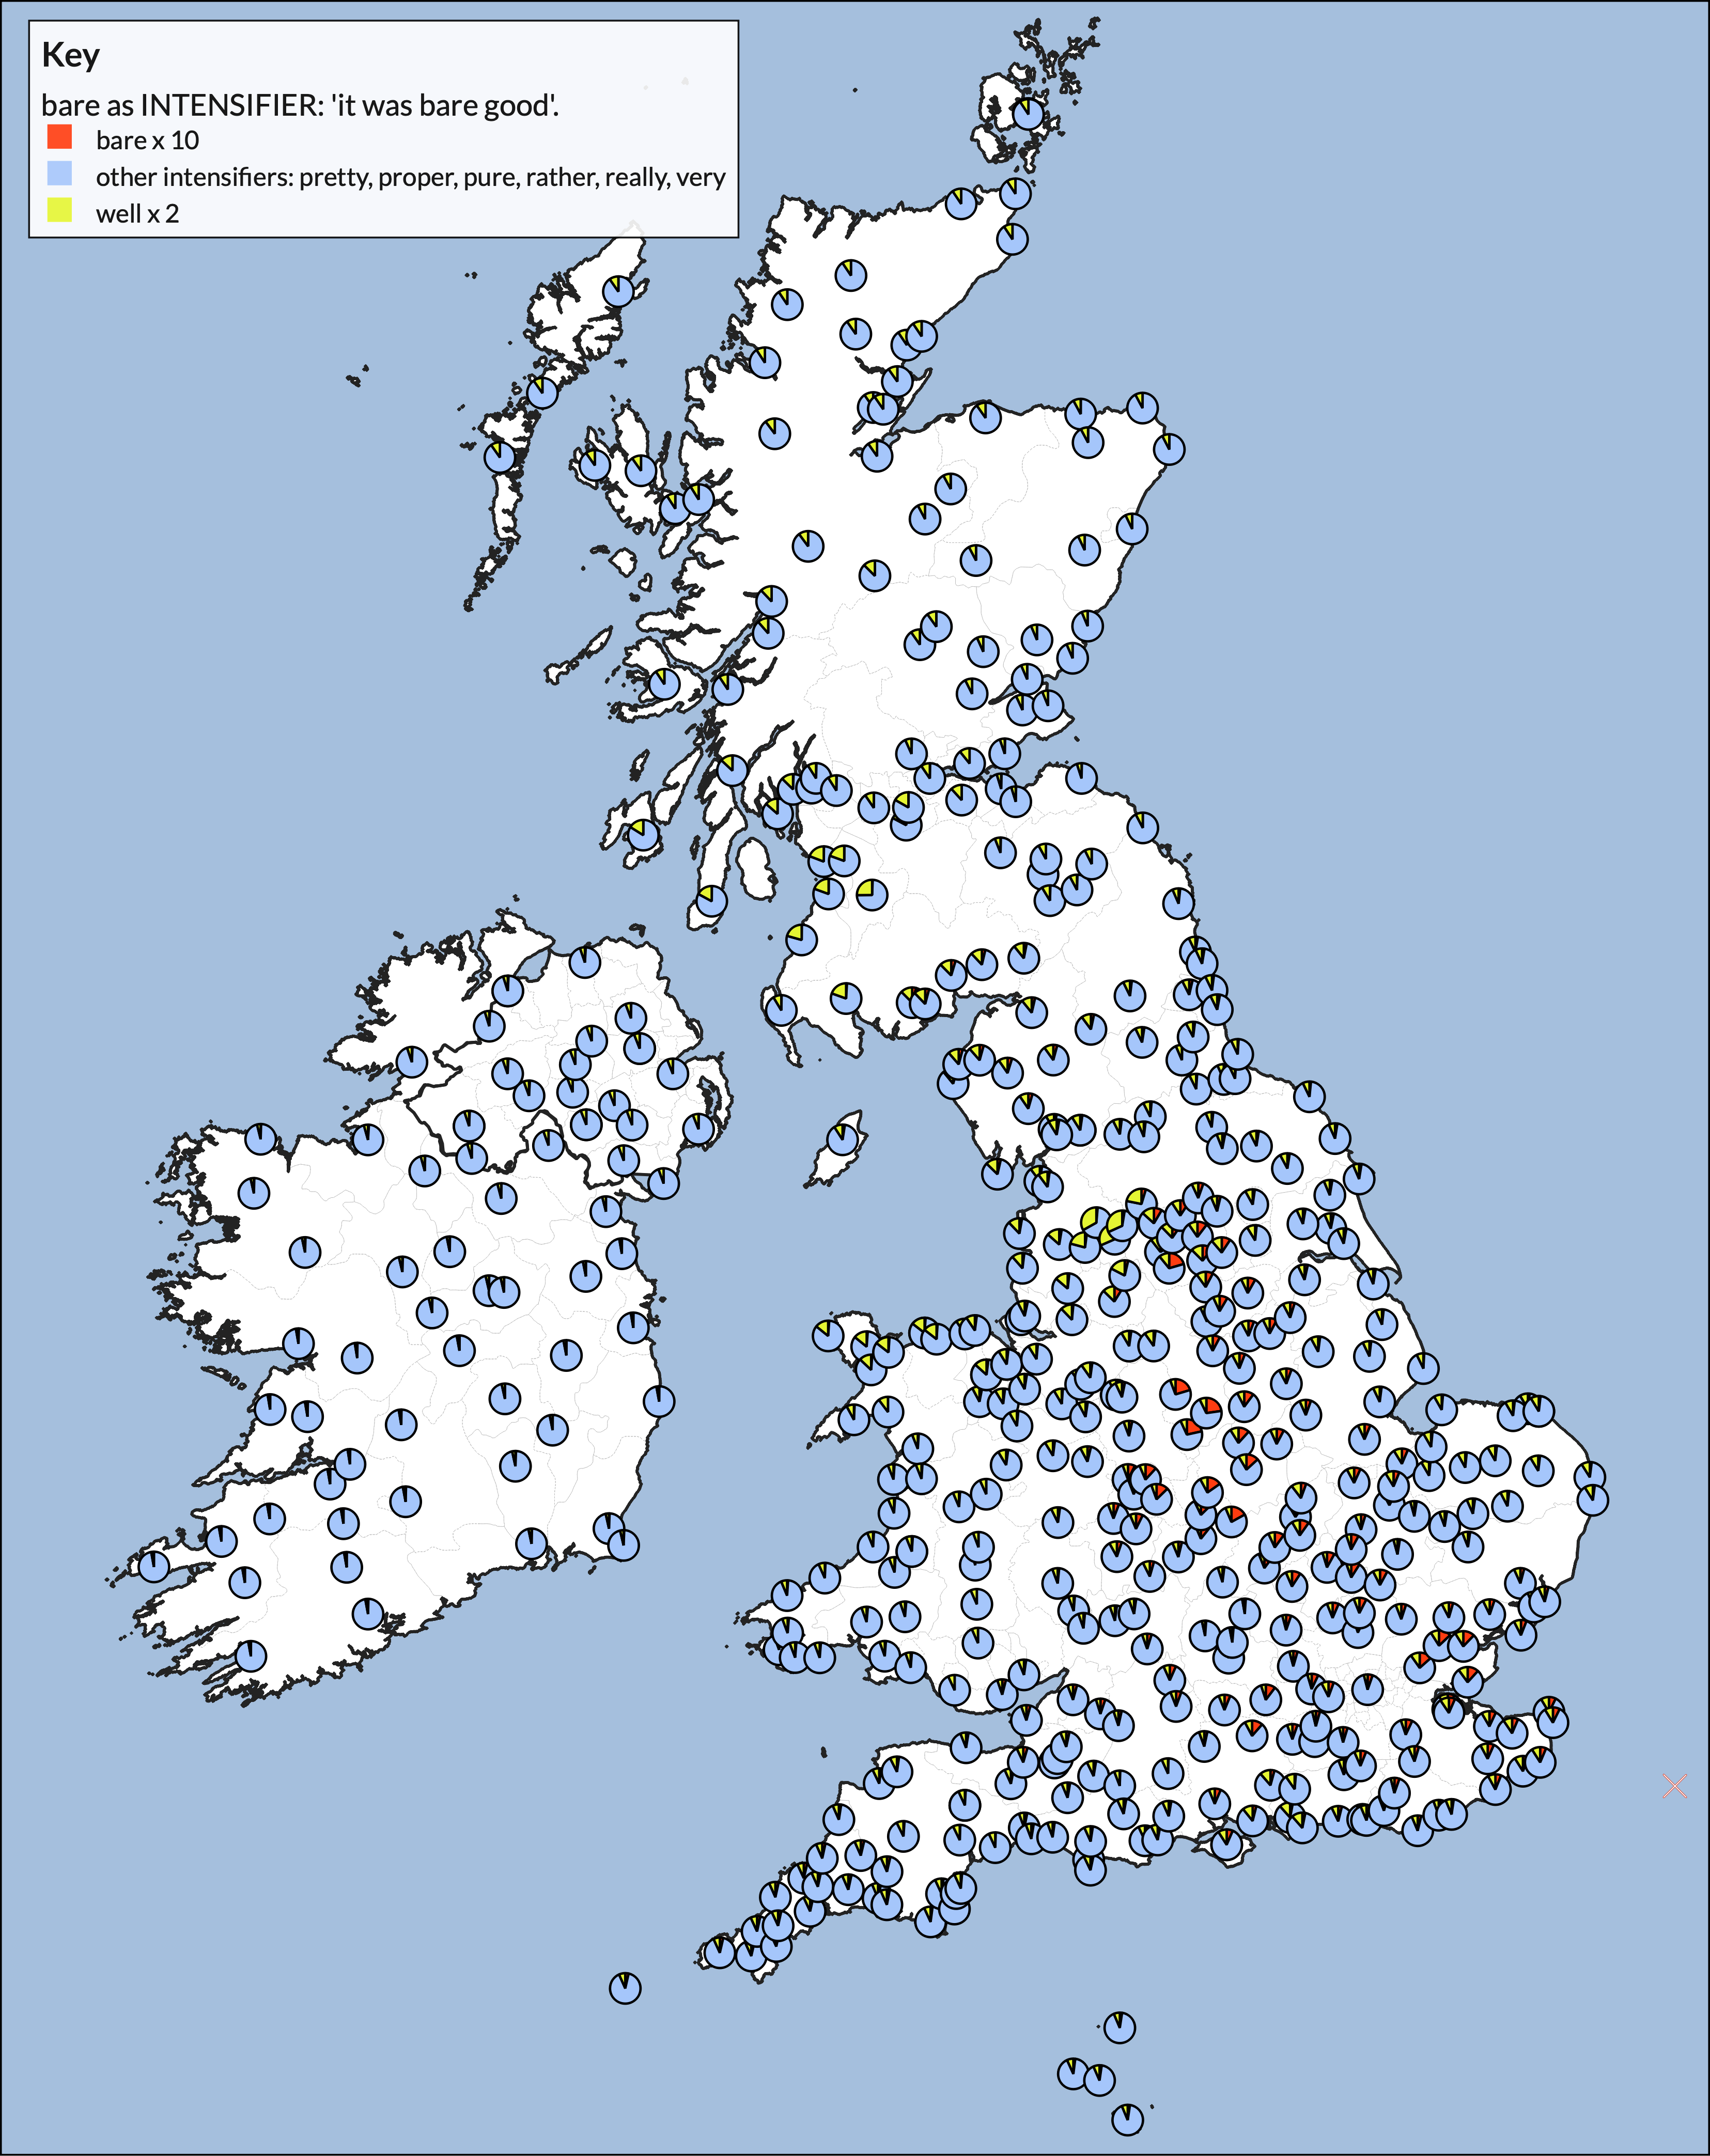 Key
bare as INTENSIFIER: 'it was bare good'.
bare x 10
other intensifiers: pretty, proper, pure, rather, really, very
well x 2